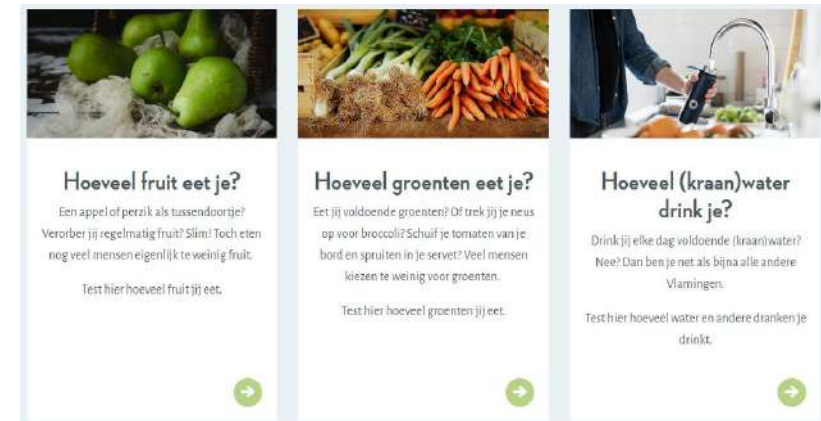 Hoeveel fruit eet je?
Een appel of perzik als tussendoortje?
Verorber jij regelmatig fruit? Slim! Toch eten
nog veel mensen eigenlijk te weinig fruit.
Test hier hoeveel fruit jij eet.
Hoeveel groenten eet je?
Eet jij voldoende groenten? Of trek jij je neus
op voor broccoli? Schuif je tomaten van je
bord en spruiten in je servet? Veel mensen
kiezen te weinig voor groenten.
Test hier hoeveel groenten jij eet.
Hoeveel (kraan)water
drink je?
Drink jij elke dag voldoende (kraan)water?
Nee? Dan ben je net als bijna alle andere
Vlamingen.
Test hier hoeveel water en andere dranken je
drinkt.